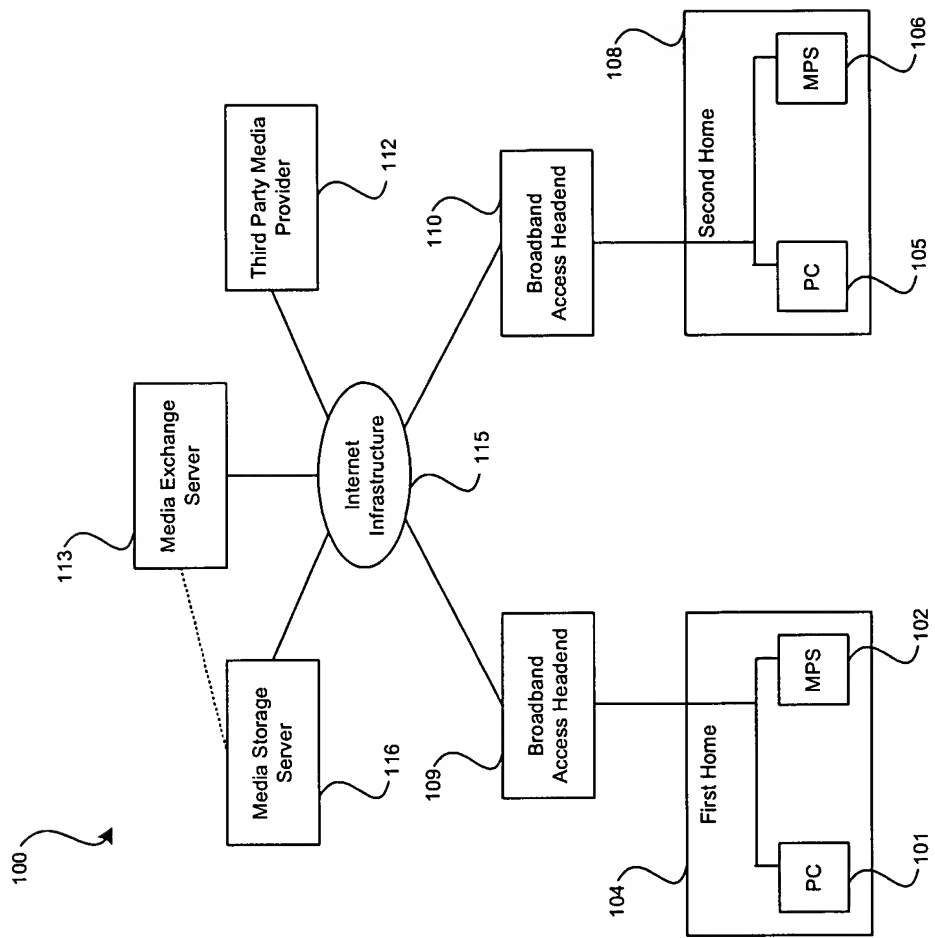 100
Media Exchange
Server
113
Media Storage
Server
116
Third Party Media
Provider
112
Internet
Infrastructure
115
Broadband
Access Headend
109
Broadband
Access Headend
110
First Home
104
PC
101
MPS
102
Second Home
108
PC
105
MPS
106